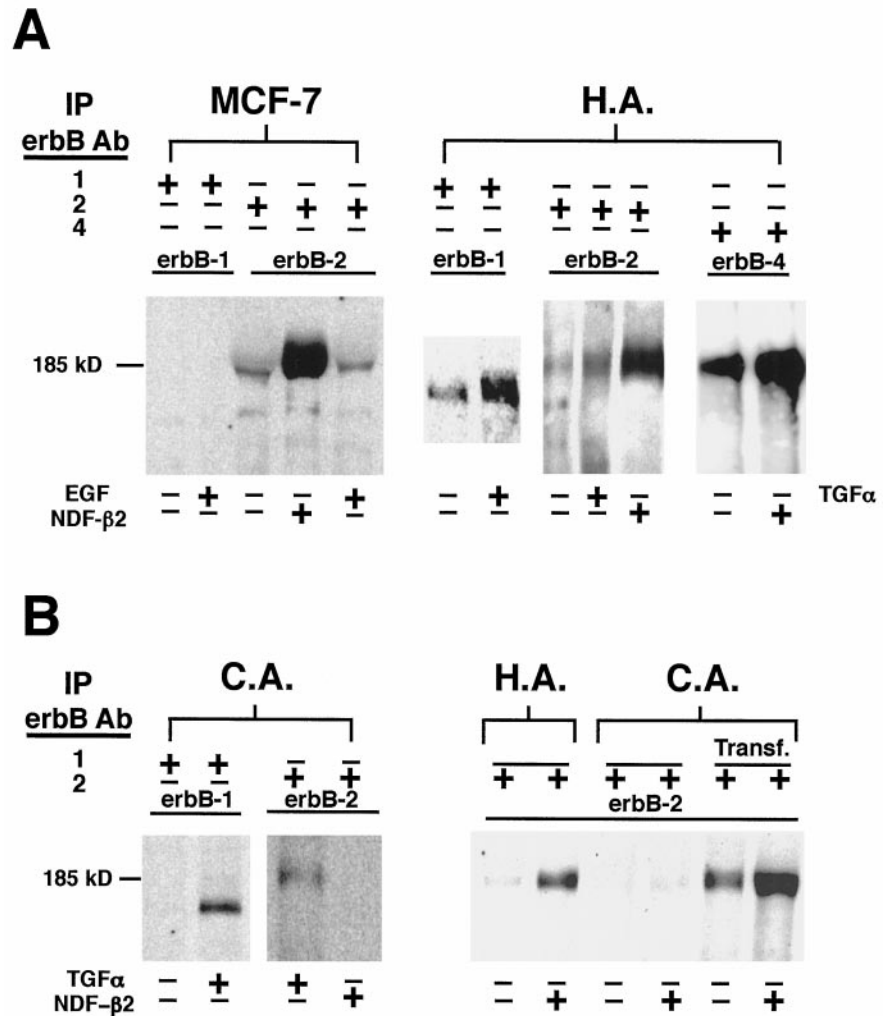 A
IP MCF-7 H.A.
erbB Ab
1 + + – – – + + – – – – –
2 – – + + + – – + + + – –
4 – – – – – – – – – – + +
erbB-1 erbB-2 erbB-1 erbB-2 erbB-4
185 kD
EGF – + – – + – + – + – – – TGFα
NDF-β2 – – – + – – – – – + – +
B
IP C.A. H.A. C.A.
erbB Ab
Transf.
1 + + – – – – – – – –
2 – – + + + + + + + +
erbB-1 erbB-2 erbB-2
185 kD
TGFα – + + – – – – – – –
NDF-β2 – – – + – + – + – +